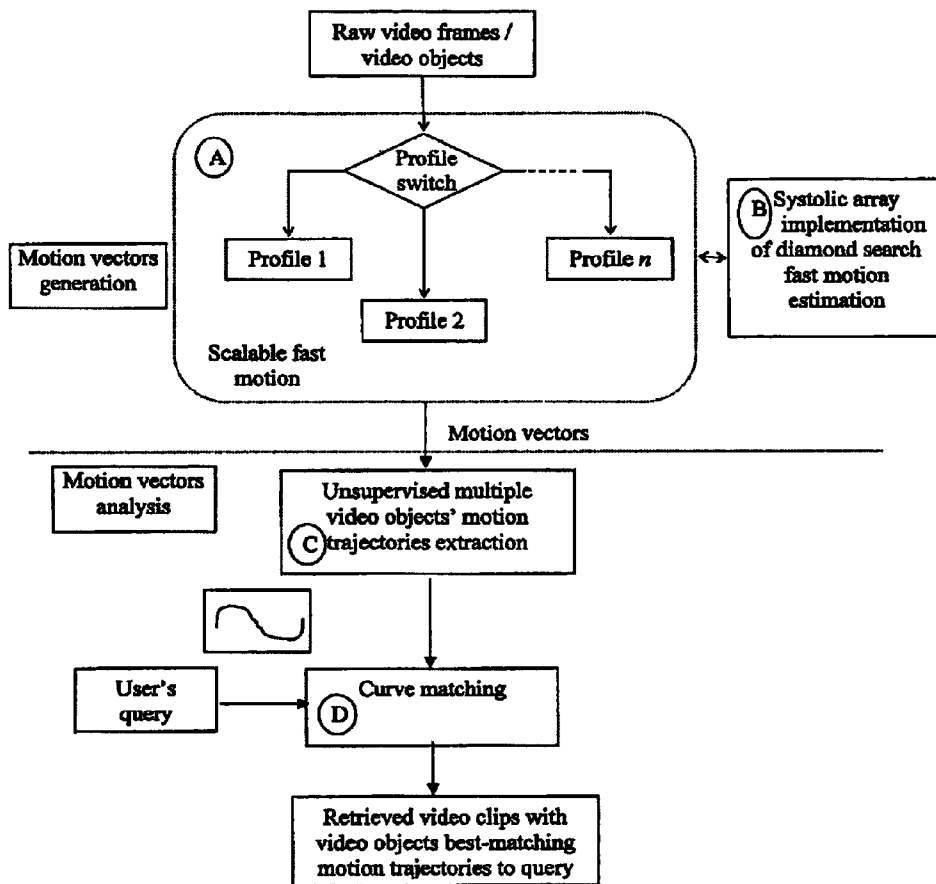 Raw video frames /
video objects
A
Profile
switch
B
Systolic array
implementation
of diamond search
fast motion
estimation
Motion vectors
generation
Profile 1
Profile n
Profile 2
Scalable fast
motion
Motion vectors
Motion vectors
analysis
Unsupervised multiple
video objects’ motion
trajectories extraction
C
User’s
query
Curve matching
D
Retrieved video clips with
video objects best-matching
motion trajectories to query